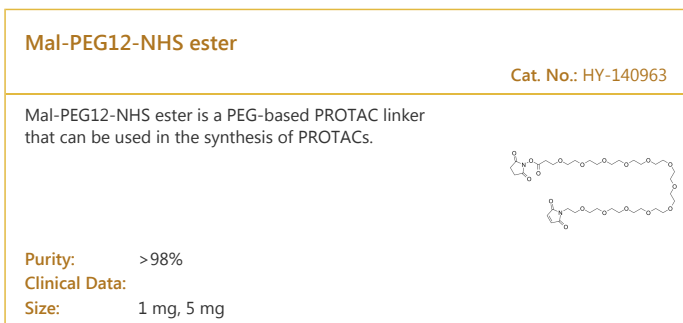 Mal-PEG12-NHS ester
Cat. No.: HY-140963
Mal-PEG12-NHS ester is a PEG-based PROTAC linker
that can be used in the synthesis of PROTACs.
Purity: >98%
Clinical Data:
Size: 1 mg, 5 mg